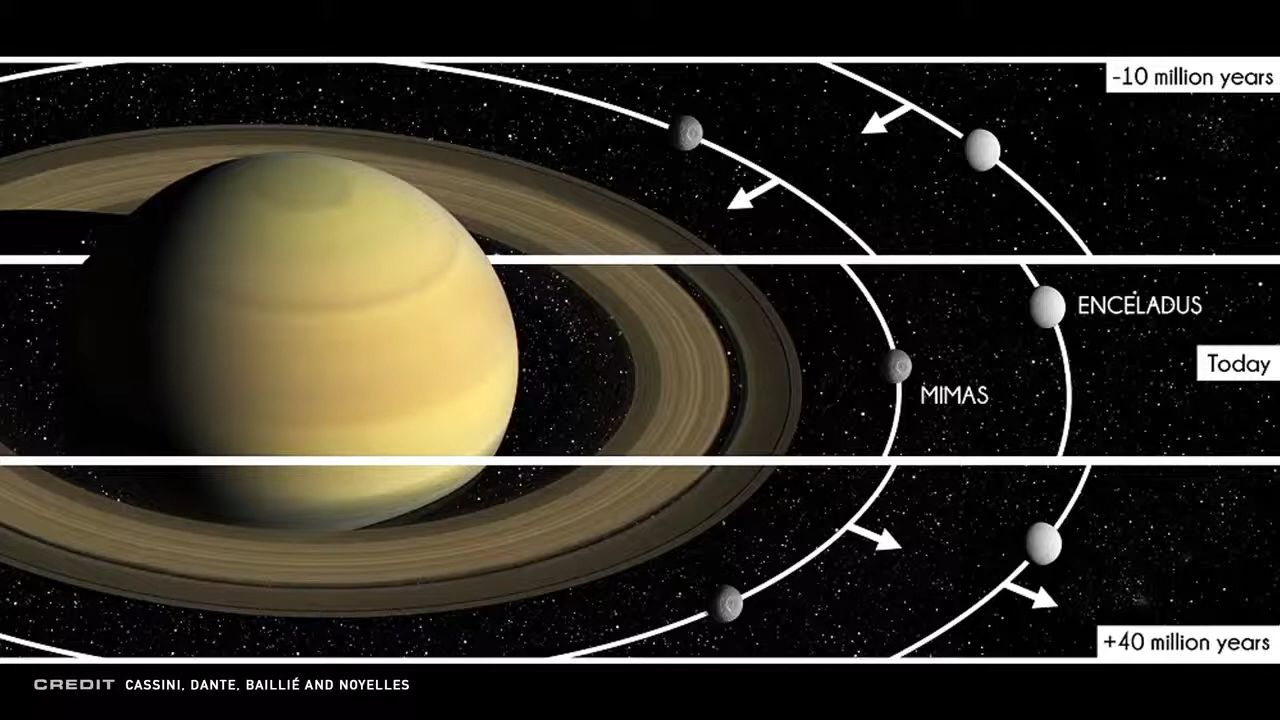 -10 million years
ENCELADUS
Today
MIMAS
+40 million years
CREDIT CASSINI, DANTE, BAILLIÉ AND NOYELLES